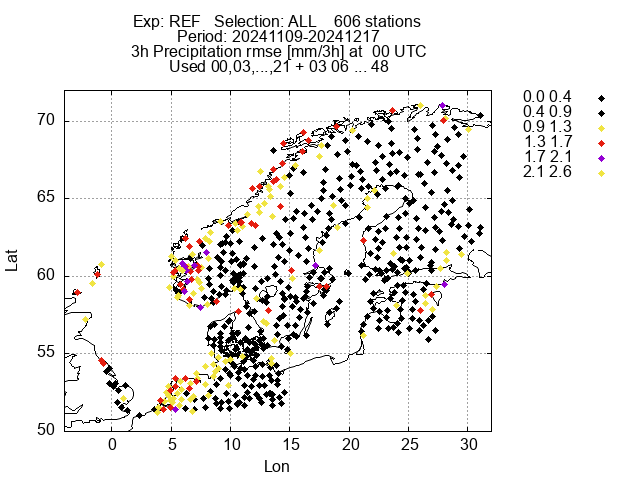 Exp: REF   Selection: ALL    606 stations
Period: 20241109-20241217
3h Precipitation rmse [mm/3h] at  00 UTC
Used 00,03,...,21 + 03 06 ... 48
0.0 0.4
0.4 0.9
0.9 1.3
1.3 1.7
1.7 2.1
2.1 2.6
70
65
60
55
50
Lat
0 5 10 15 20 25 30
Lon